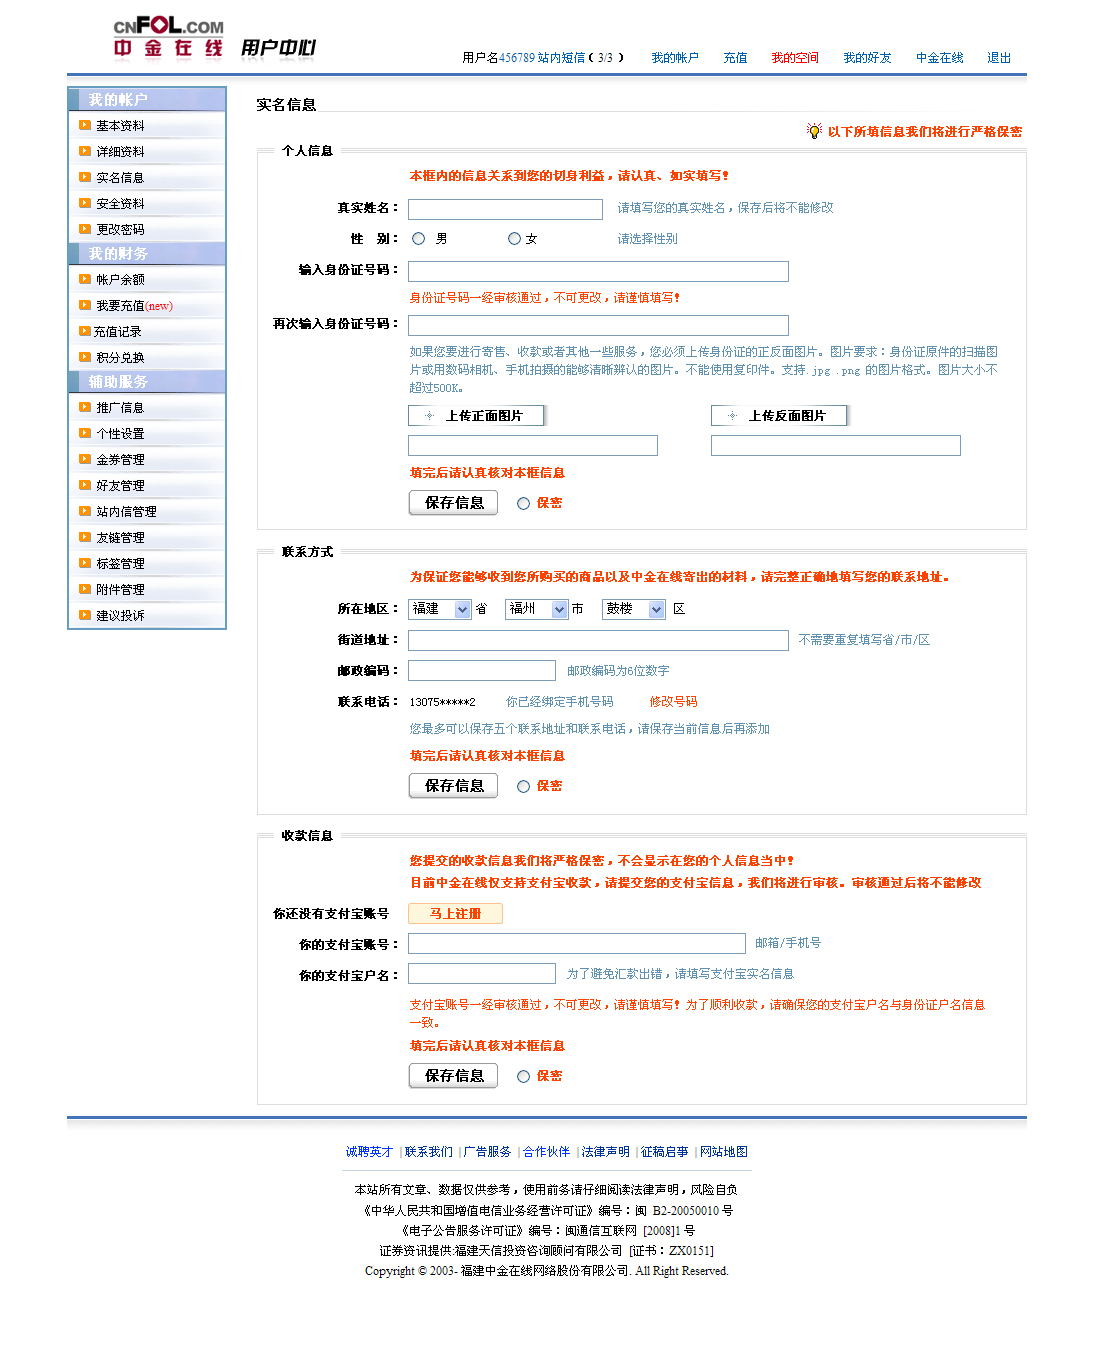 CNFOL.COM
中金在线 用户中心
用户名456789 站内短信（3/3） 我的帐户 充值 我的空间 我的好友 中金在线 退出
我的帐户
基本资料
详细资料
实名信息
安全资料
更改密码
我的财务
帐户余额
我要充值(new)
充值记录
积分兑换
辅助服务
推广信息
个性设置
金券管理
好友管理
站内信管理
友链管理
标签管理
附件管理
建议投诉
实名信息
以下所填信息我们将进行严格保密
个人信息
本框内的信息关系到您的切身利益，请认真、如实填写！
真实姓名： 请填写您的真实姓名，保存后将不能修改
性 别： 男 女 请选择性别
输入身份证号码：
身份证号码一经审核通过，不可更改，请谨慎填写！
再次输入身份证号码：
如果您要进行寄售、收款或者其他一些服务，您必须上传身份证的正反面图片。图片要求：身份证原件的扫描图
片或用数码相机、手机拍摄的能够清晰辨认的图片。不能使用复印件。支持.jpg .png 的图片格式。图片大小不
超过500K。
上传正面图片 上传反面图片
填完后请认真核对本框信息
保存信息 保密
联系方式
为保证您能够收到您所购买的商品以及中金在线寄出的材料，请完整正确地填写您的联系地址。
所在地区： 福建 省 福州 市 鼓楼 区
街道地址： 不需要重复填写省/市/区
邮政编码： 邮政编码为6位数字
联系电话： 13075*****2 你已经绑定手机号码 修改号码
您最多可以保存五个联系地址和联系电话，请保存当前信息后再添加
填完后请认真核对本框信息
保存信息 保密
收款信息
您提交的收款信息我们将严格保密，不会显示在您的个人信息当中！
目前中金在线仅支持支付宝收款，请提交您的支付宝信息，我们将进行审核。审核通过后将不能修改
你还没有支付宝账号 马上注册
你的支付宝账号： 邮箱/手机号
你的支付宝户名： 为了避免汇款出错，请填写支付宝实名信息
支付宝账号一经审核通过，不可更改，请谨慎填写！为了顺利收款，请确保您的支付宝户名与身份证户名信息
一致。
填完后请认真核对本框信息
保存信息 保密
诚聘英才 |联系我们 |广告服务 |合作伙伴 |法律声明 |征稿启事 |网站地图
本站所有文章、数据仅供参考，使用前务请仔细阅读法律声明，风险自负
《中华人民共和国增值电信业务经营许可证》编号：闽 B2-20050010 号
《电子公告服务许可证》编号：闽通信互联网 [2008]1 号
证券资讯提供:福建天信投资咨询顾问有限公司 [证书：ZX0151]
Copyright © 2003- 福建中金在线网络股份有限公司. All Right Reserved.